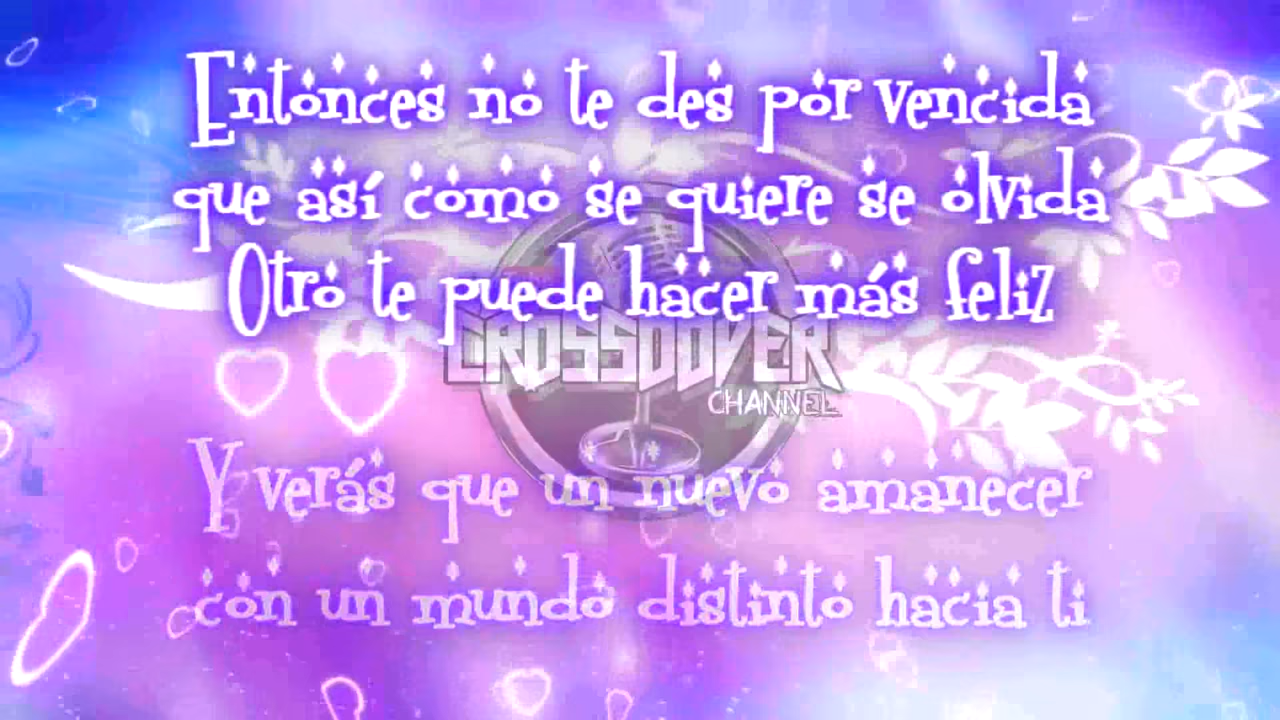 Entonces no te des por vencida
que así como se quiere se olvida
Otro te puede hacer más feliz
CROSSDOVER
CHANNEL
Y verás que un nuevo amanecer
con un mundo distinto hacia ti